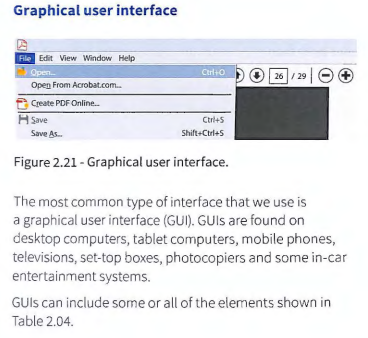 Graphical user interface
File Edit View Window Help
Open... Ctrl+O
26 / 29
Open From Acrobat.com...
Create PDF Online...
Save Ctrl+S
Save As... Shift+Ctrl+S
Figure 2.21 - Graphical user interface.
The most common type of interface that we use is
a graphical user interface (GUI). GUIs are found on
desktop computers, tablet computers, mobile phones,
televisions, set-top boxes, photocopiers and some in-car
entertainment systems.
GUIs can include some or all of the elements shown in
Table 2.04.